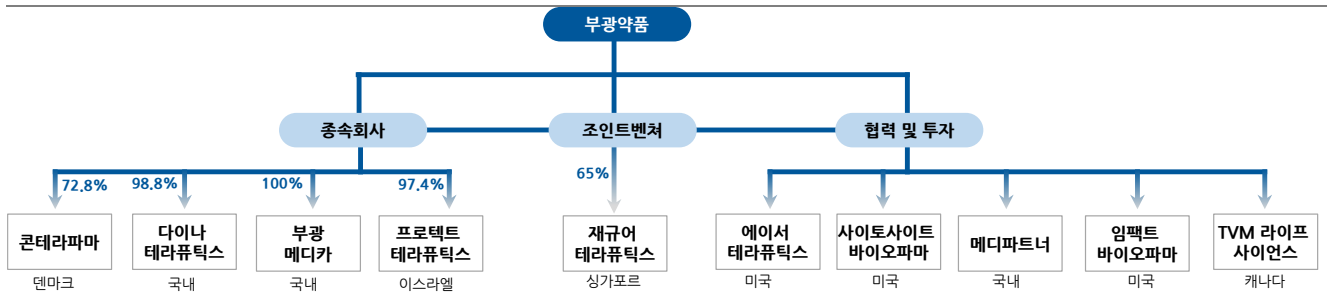 부광약품
종속회사
조인트벤쳐
협력 및 투자
72.8%
98.8%
100%
97.4%
65%
콘테라파마
다이나
테라퓨틱스
부광
메디카
프로텍트
테라퓨틱스
재규어
테라퓨틱스
에이서
테라퓨틱스
사이토사이트
바이오파마
메디파트너
임팩트
바이오파마
TVM 라이프
사이언스
덴마크
국내
국내
이스라엘
싱가포르
미국
미국
국내
미국
캐나다